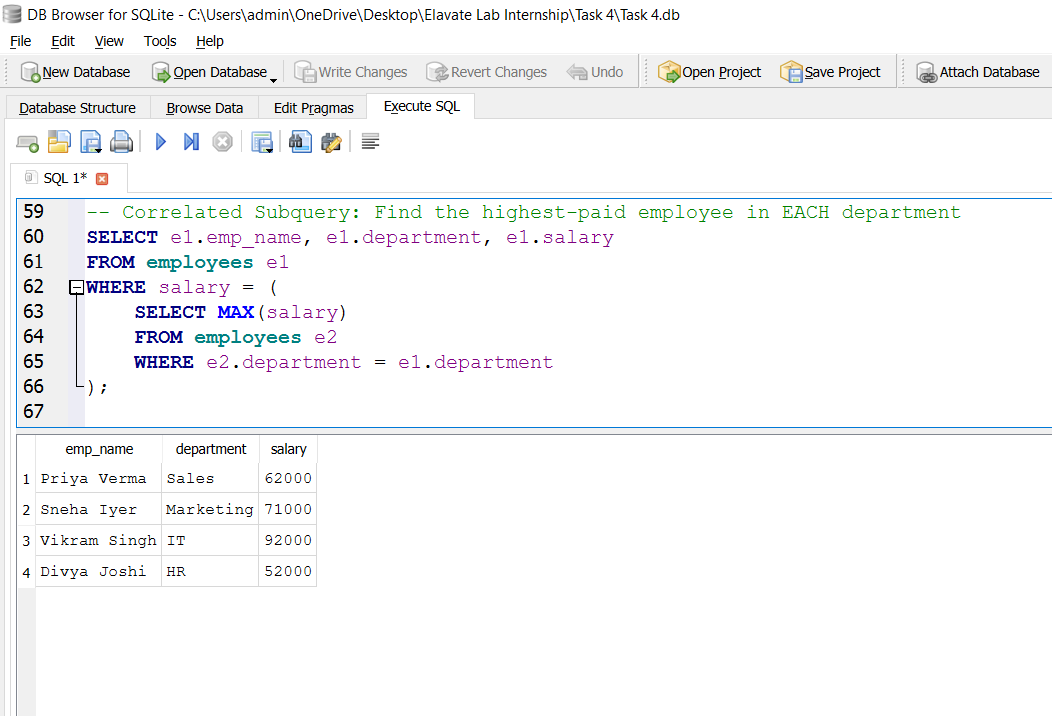 DB Browser for SQLite - C:\Users\admin\OneDrive\Desktop\Elavate Lab Internship\Task 4\Task 4.db
File Edit View Tools Help
New Database Open Database Write Changes Revert Changes Undo Open Project Save Project Attach Database
Database Structure Browse Data Edit Pragmas Execute SQL
SQL 1*
59 -- Correlated Subquery: Find the highest-paid employee in EACH department
60 SELECT e1.emp_name, e1.department, e1.salary
61 FROM employees e1
62 WHERE salary = (
63 SELECT MAX(salary)
64 FROM employees e2
65 WHERE e2.department = e1.department
66 );
67
emp_name department salary
1 Priya Verma Sales 62000
2 Sneha Iyer Marketing 71000
3 Vikram Singh IT 92000
4 Divya Joshi HR 52000